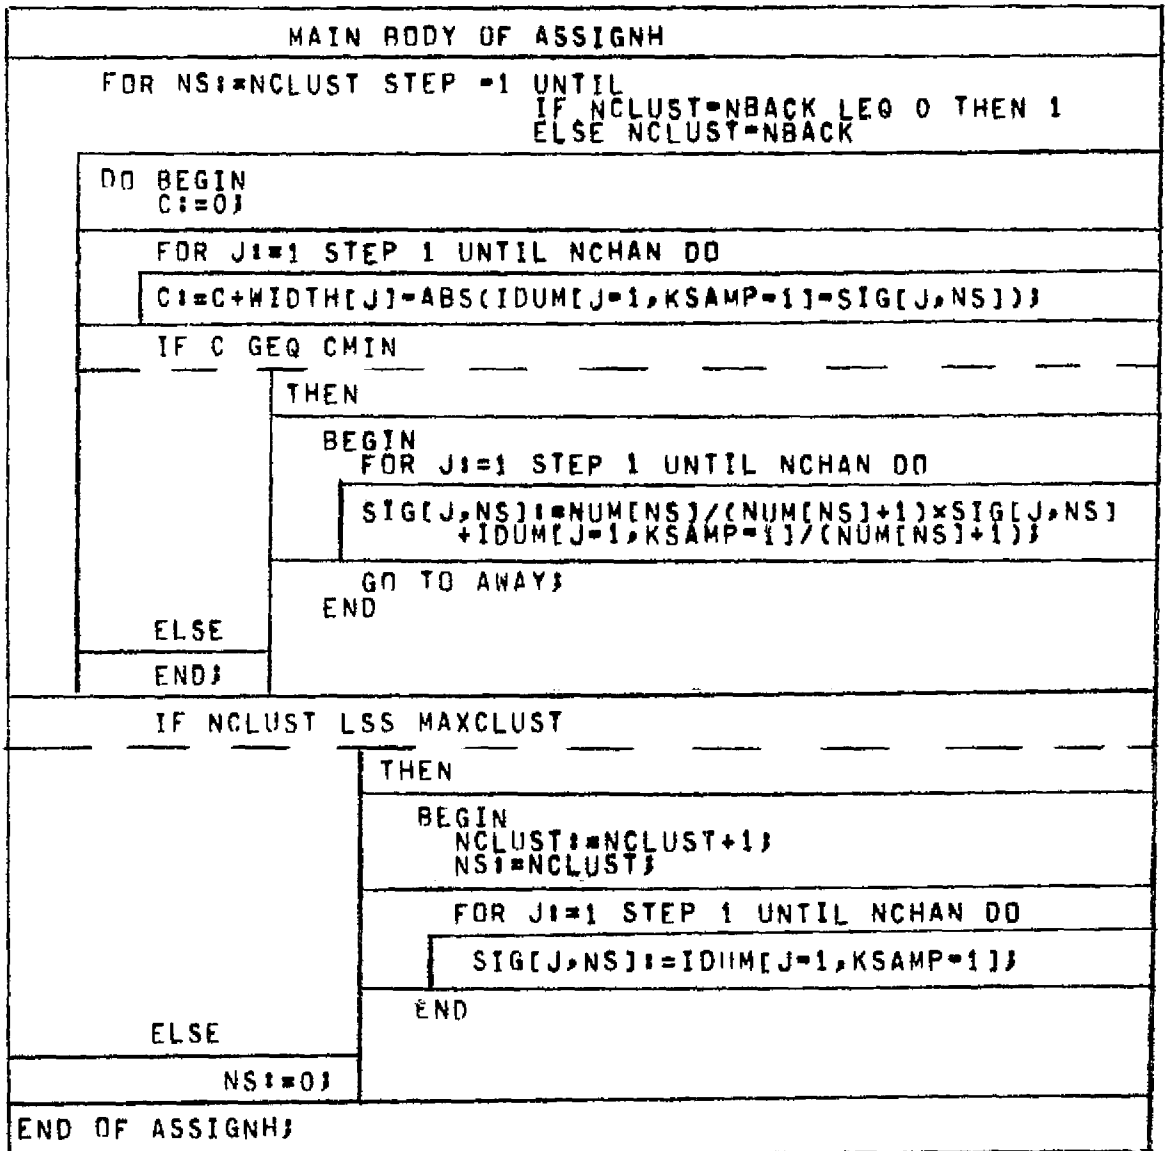 MAIN BODY OF ASSIGNH
FOR NS:=NCLUST STEP -1 UNTIL
IF NCLUST-NBACK LEQ 0 THEN 1
ELSE NCLUST-NBACK
DO BEGIN
C:=0;
FOR J:=1 STEP 1 UNTIL NCHAN DO
C:=C+WIDTH[J]-ABS(IDUM[J-1,KSAMP-1]-SIG[J,NS]);
IF C GEQ CMIN
THEN
BEGIN
FOR J:=1 STEP 1 UNTIL NCHAN DO
SIG[J,NS]:=NUM[NS]/(NUM[NS]+1)×SIG[J,NS]
+IDUM[J-1,KSAMP-1]/(NUM[NS]+1);
GO TO AWAY;
END
ELSE
END;
IF NCLUST LSS MAXCLUST
THEN
BEGIN
NCLUST:=NCLUST+1;
NS:=NCLUST;
FOR J:=1 STEP 1 UNTIL NCHAN DO
SIG[J,NS]:=IDUM[J-1,KSAMP-1];
END
ELSE
NS:=0;
END OF ASSIGNH;